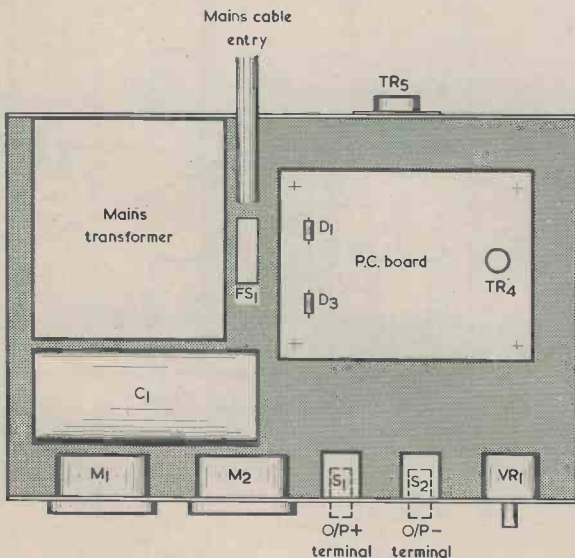 Mains cable
entry
TR5
Mains
transformer
FS1
D1
D3
P.C. board
TR4
C1
M1
M2
S1
S2
VR1
O/P+
terminal
O/P-
terminal